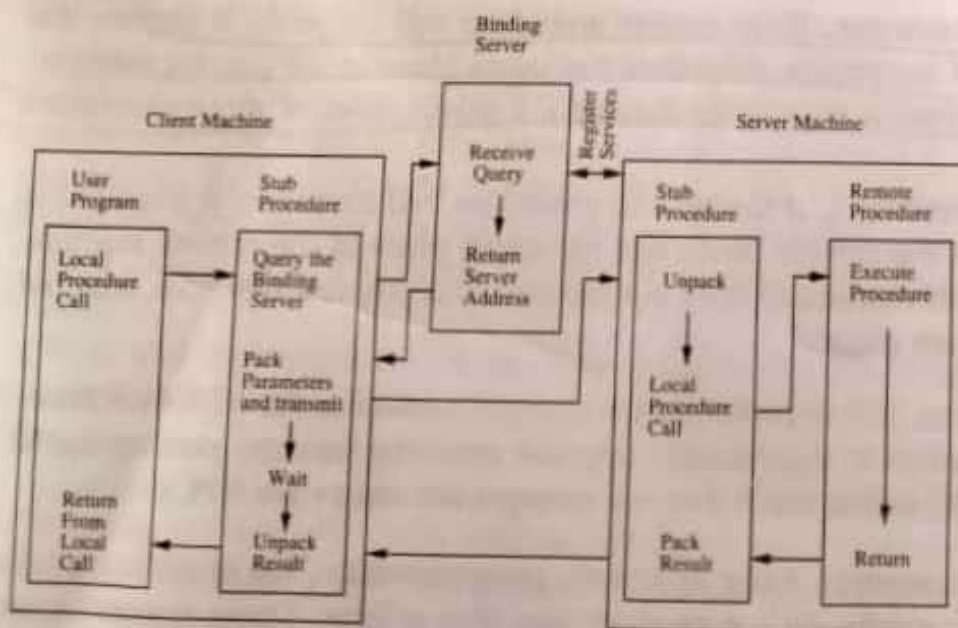 Binding
Server
Client Machine
Register
Services
Server Machine
Receive
Query
Return
Server
Address
User
Program
Stub
Procedure
Local
Procedure
Call
Query the
Binding
Server
Pack
Parameters
and transmit
Wait
Unpack
Result
Return
From
Local
Call
Stub
Procedure
Remote
Procedure
Unpack
Local
Procedure
Call
Pack
Result
Execute
Procedure
Return